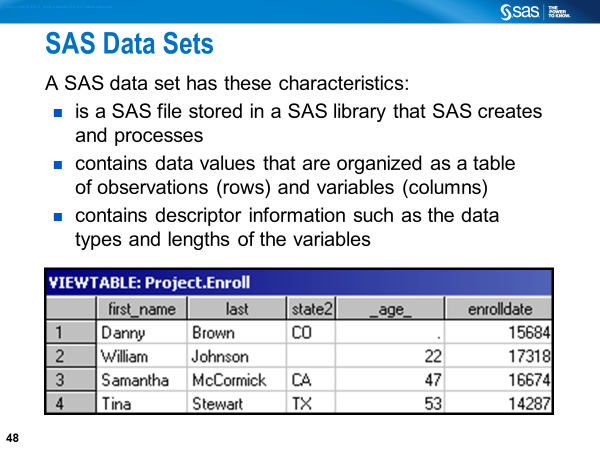 sas THE POWER TO KNOW.
SAS Data Sets
A SAS data set has these characteristics:
is a SAS file stored in a SAS library that SAS creates
and processes
contains data values that are organized as a table
of observations (rows) and variables (columns)
contains descriptor information such as the data
types and lengths of the variables
VIEWTABLE: Project.Enroll
first_name last state2 _age_ enrolldate
1 Danny Brown CO . 15684
2 William Johnson 22 17318
3 Samantha McCormick CA 47 16674
4 Tina Stewart TX 53 14287
48